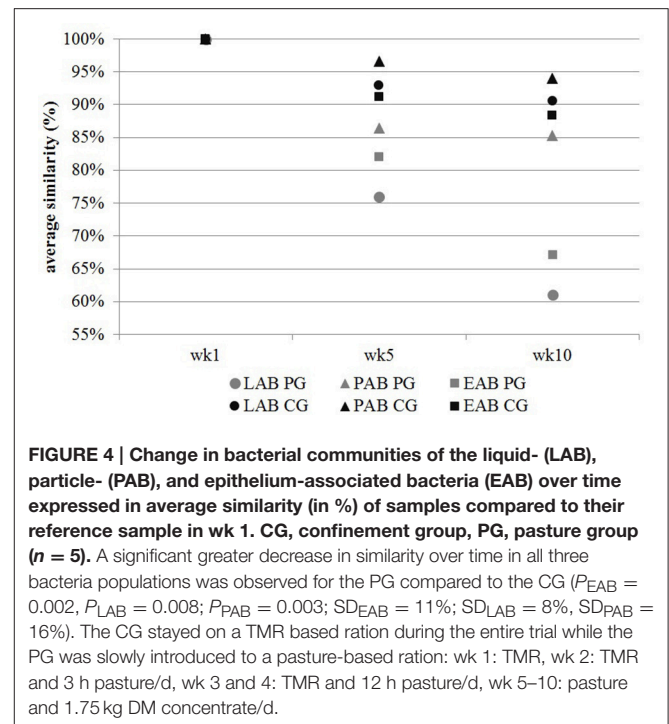 100%
95%
90%
85%
80%
75%
70%
65%
60%
55%
average similarity (%)
wk1 wk5 wk10
LAB PG PAB PG EAB PG
LAB CG PAB CG EAB CG
FIGURE 4 | Change in bacterial communities of the liquid- (LAB),
particle- (PAB), and epithelium-associated bacteria (EAB) over time
expressed in average similarity (in %) of samples compared to their
reference sample in wk 1. CG, confinement group, PG, pasture group
(n = 5). A significant greater decrease in similarity over time in all three
bacteria populations was observed for the PG compared to the CG (PEAB =
0.002, PLAB = 0.008; PPAB = 0.003; SDEAB = 11%; SDLAB = 8%, SDPAB =
16%). The CG stayed on a TMR based ration during the entire trial while the
PG was slowly introduced to a pasture-based ration: wk 1: TMR, wk 2: TMR
and 3 h pasture/d, wk 3 and 4: TMR and 12 h pasture/d, wk 5–10: pasture
and 1.75 kg DM concentrate/d.